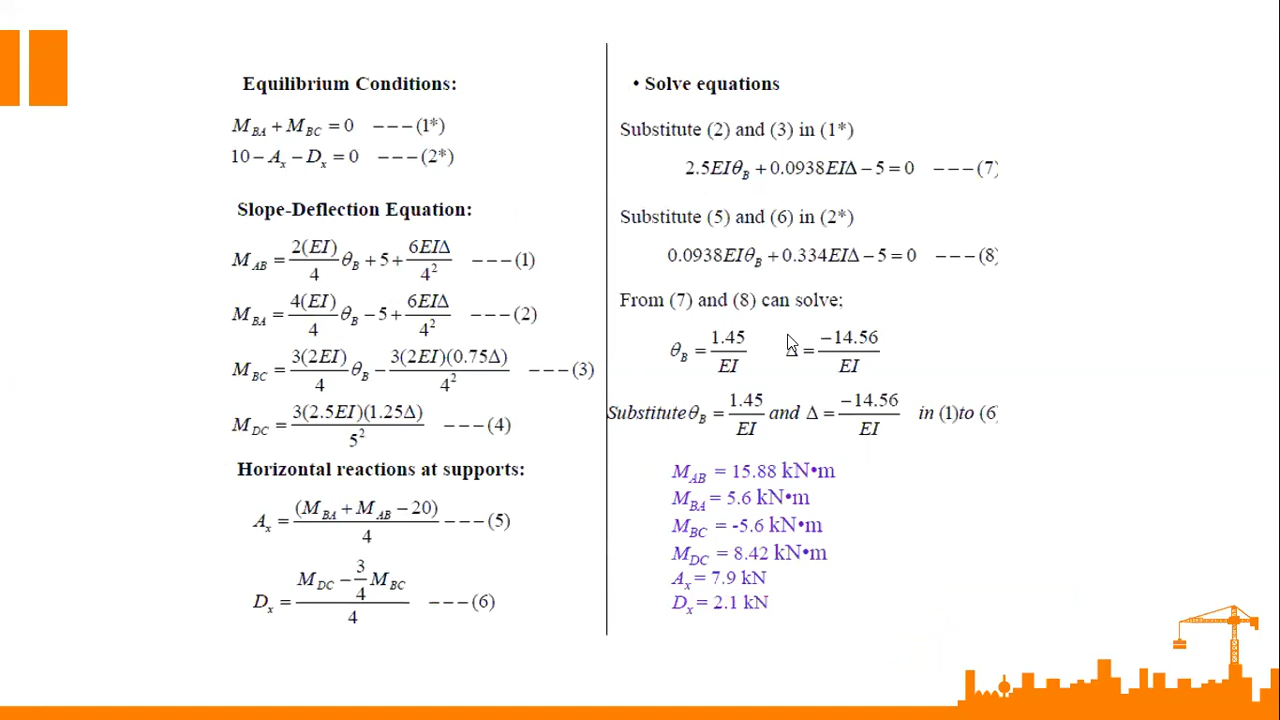 Equilibrium Conditions:
M_BA + M_BC = 0 ---(1*)
10 − A_x − D_x = 0 ---(2*)
Slope-Deflection Equation:
M_AB = 2(EI)/4 θ_B + 5 + 6EIΔ/4² ---(1)
M_BA = 4(EI)/4 θ_B − 5 + 6EIΔ/4² ---(2)
M_BC = 3(2EI)/4 θ_B − 3(2EI)(0.75Δ)/4² ---(3)
M_DC = 3(2.5EI)(1.25Δ)/5² ---(4)
Horizontal reactions at supports:
A_x = (M_BA + M_AB − 20)/4 ---(5)
D_x = (M_DC − 3/4 M_BC)/4 ---(6)
• Solve equations
Substitute (2) and (3) in (1*)
2.5EIθ_B + 0.0938EIΔ − 5 = 0 ---(7)
Substitute (5) and (6) in (2*)
0.0938EIθ_B + 0.334EIΔ − 5 = 0 ---(8)
From (7) and (8) can solve;
θ_B = 1.45/EI Δ = −14.56/EI
Substitute θ_B = 1.45/EI and Δ = −14.56/EI in (1)to (6)
M_AB = 15.88 kN•m
M_BA = 5.6 kN•m
M_BC = -5.6 kN•m
M_DC = 8.42 kN•m
A_x = 7.9 kN
D_x = 2.1 kN